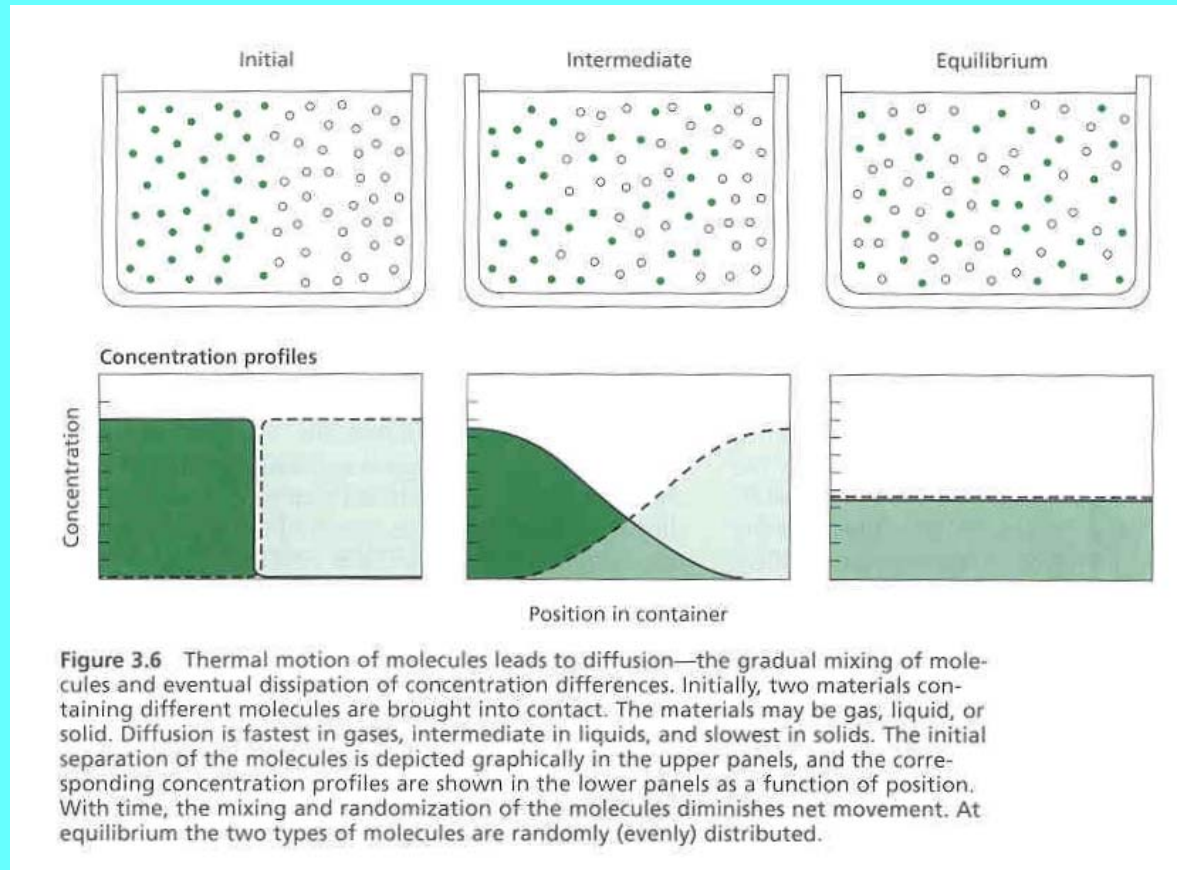 Initial
Intermediate
Equilibrium
Concentration profiles
Concentration
Position in container
Figure 3.6 Thermal motion of molecules leads to diffusion—the gradual mixing of mole-
cules and eventual dissipation of concentration differences. Initially, two materials con-
taining different molecules are brought into contact. The materials may be gas, liquid, or
solid. Diffusion is fastest in gases, intermediate in liquids, and slowest in solids. The initial
separation of the molecules is depicted graphically in the upper panels, and the corre-
sponding concentration profiles are shown in the lower panels as a function of position.
With time, the mixing and randomization of the molecules diminishes net movement. At
equilibrium the two types of molecules are randomly (evenly) distributed.